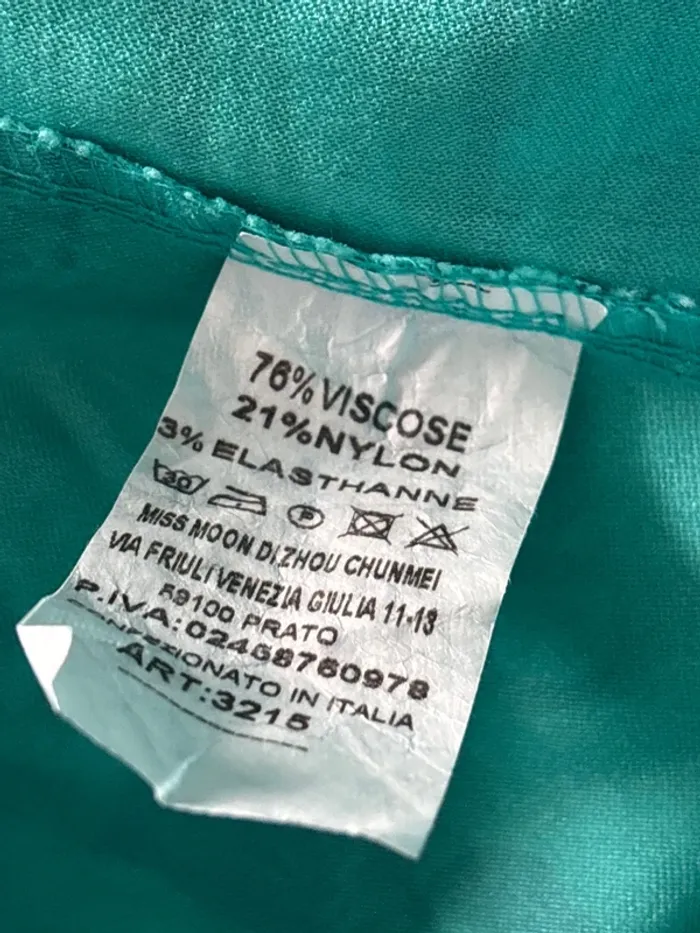 76%VISCOSE
21%NYLON
3% ELASTHANNE
30 P
MISS MOON DI ZHOU CHUNMEI
VIA FRIULI VENEZIA GIULIA 11-13
59100 PRATO
P.IVA:02468760978
CONFEZIONATO IN ITALIA
ART:3215